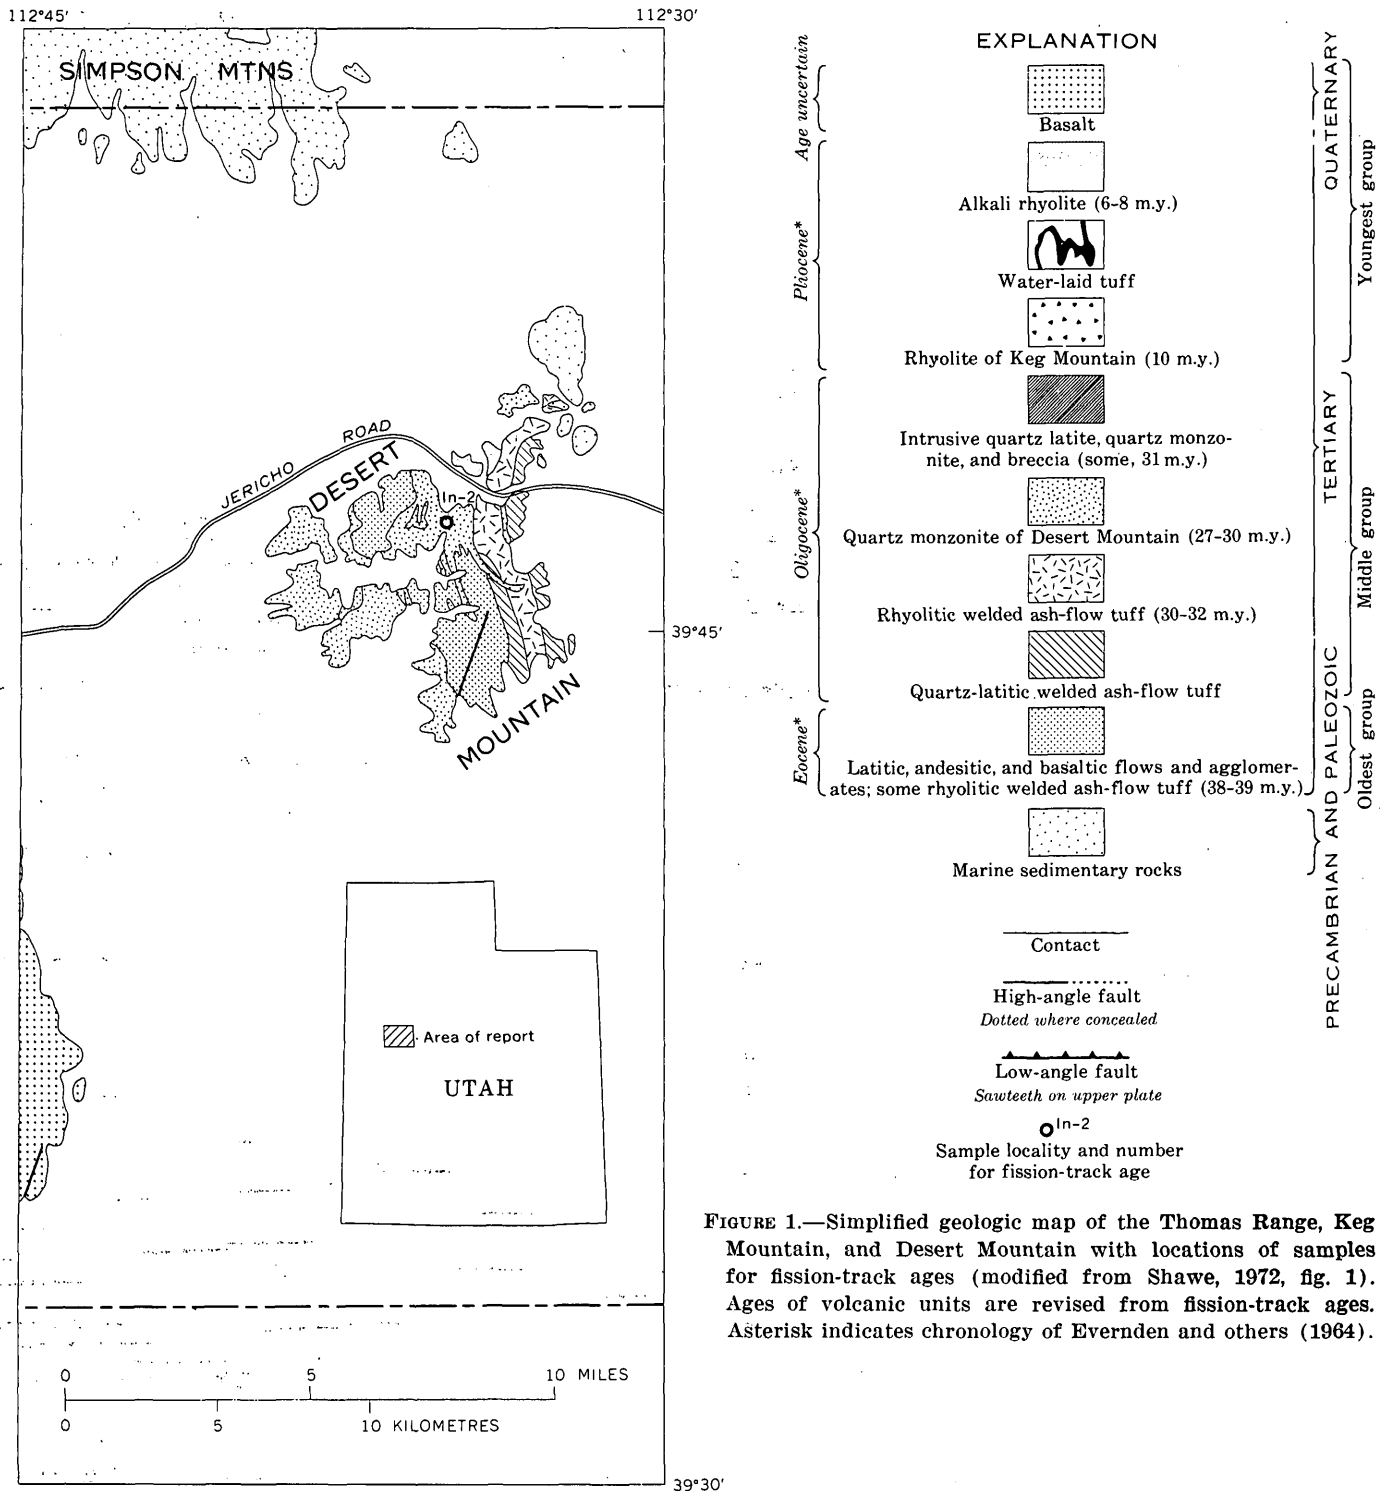 112°45′
112°30′
SIMPSON MTNS
JERICHO ROAD
DESERT
In-2
39°45′
MOUNTAIN
Area of report
UTAH
0 5 10 MILES
0 5 10 KILOMETRES
39°30′
EXPLANATION
Basalt
Alkali rhyolite (6-8 m.y.)
Water-laid tuff
Rhyolite of Keg Mountain (10 m.y.)
Intrusive quartz latite, quartz monzo-
nite, and breccia (some, 31 m.y.)
Quartz monzonite of Desert Mountain (27-30 m.y.)
Rhyolitic welded ash-flow tuff (30-32 m.y.)
Quartz-latitic welded ash-flow tuff
Latitic, andesitic, and basaltic flows and agglomer-
ates; some rhyolitic welded ash-flow tuff (38-39 m.y.)
Marine sedimentary rocks
Age uncertain
Pliocene*
Oligocene*
Eocene*
QUATERNARY
TERTIARY
PRECAMBRIAN AND PALEOZOIC
Youngest group
Middle group
Oldest group
Contact
High-angle fault
Dotted where concealed
Low-angle fault
Sawteeth on upper plate
In-2
Sample locality and number
for fission-track age
FIGURE 1.—Simplified geologic map of the Thomas Range, Keg
Mountain, and Desert Mountain with locations of samples
for fission-track ages (modified from Shawe, 1972, fig. 1).
Ages of volcanic units are revised from fission-track ages.
Asterisk indicates chronology of Evernden and others (1964).